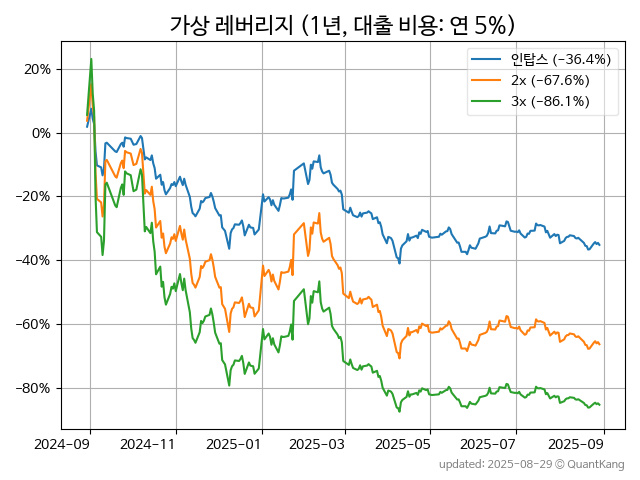 가상 레버리지 (1년, 대출 비용: 연 5%)
인탑스 (-36.4%)
2x (-67.6%)
3x (-86.1%)
20%
0%
-20%
-40%
-60%
-80%
2024-09 2024-11 2025-01 2025-03 2025-05 2025-07 2025-09
updated: 2025-08-29 © QuantKang